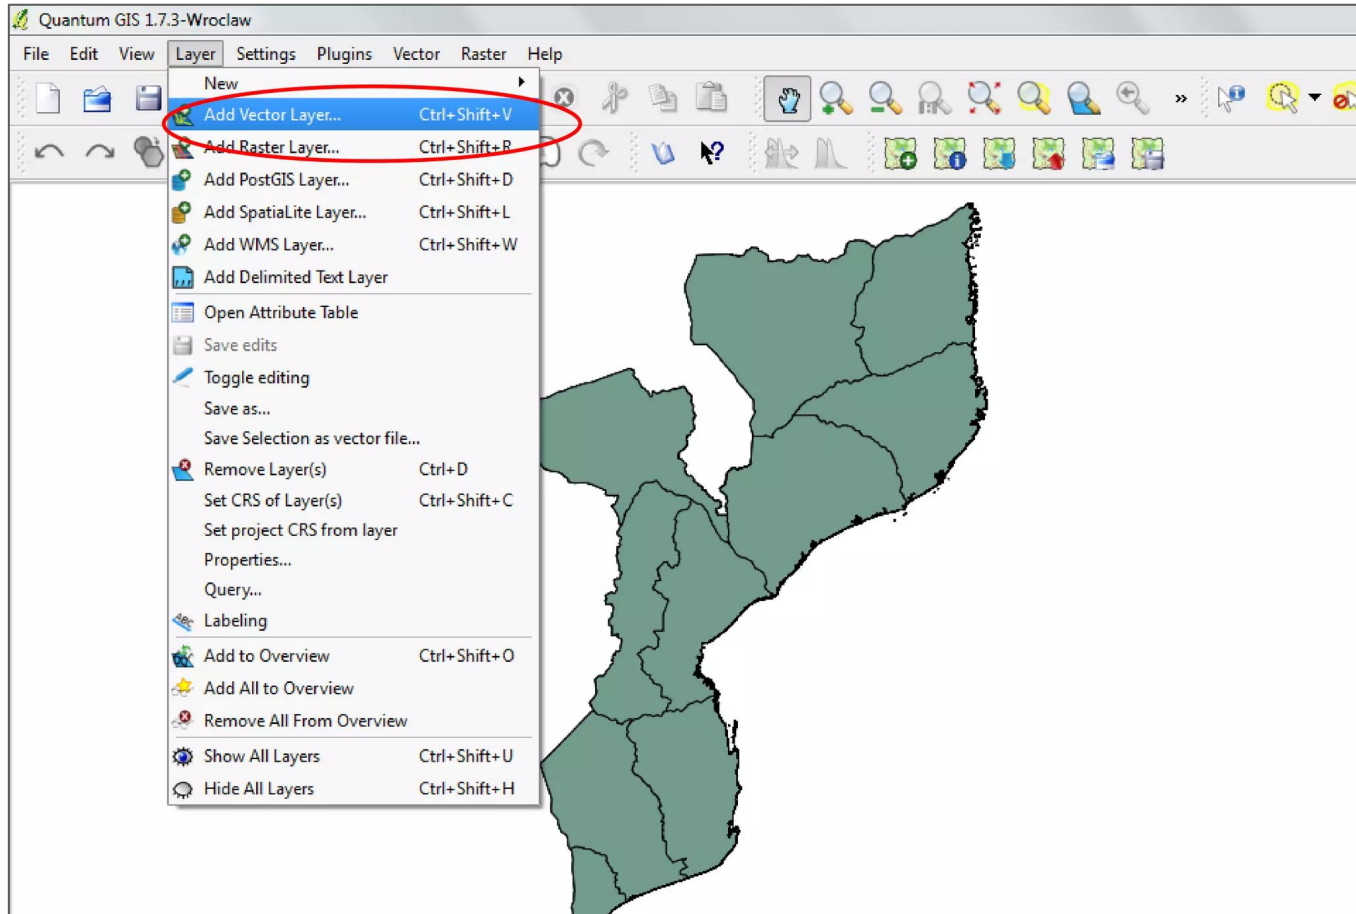 Quantum GIS 1.7.3-Wroclaw
File Edit View Layer Settings Plugins Vector Raster Help
New
Add Vector Layer... Ctrl+Shift+V
Add Raster Layer... Ctrl+Shift+R
Add PostGIS Layer... Ctrl+Shift+D
Add SpatiaLite Layer... Ctrl+Shift+L
Add WMS Layer... Ctrl+Shift+W
Add Delimited Text Layer
Open Attribute Table
Save edits
Toggle editing
Save as...
Save Selection as vector file...
Remove Layer(s) Ctrl+D
Set CRS of Layer(s) Ctrl+Shift+C
Set project CRS from layer
Properties...
Query...
Labeling
Add to Overview Ctrl+Shift+O
Add All to Overview
Remove All From Overview
Show All Layers Ctrl+Shift+U
Hide All Layers Ctrl+Shift+H